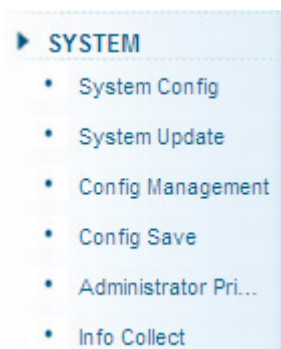 SYSTEM
System Config
System Update
Config Management
Config Save
Administrator Pri...
Info Collect